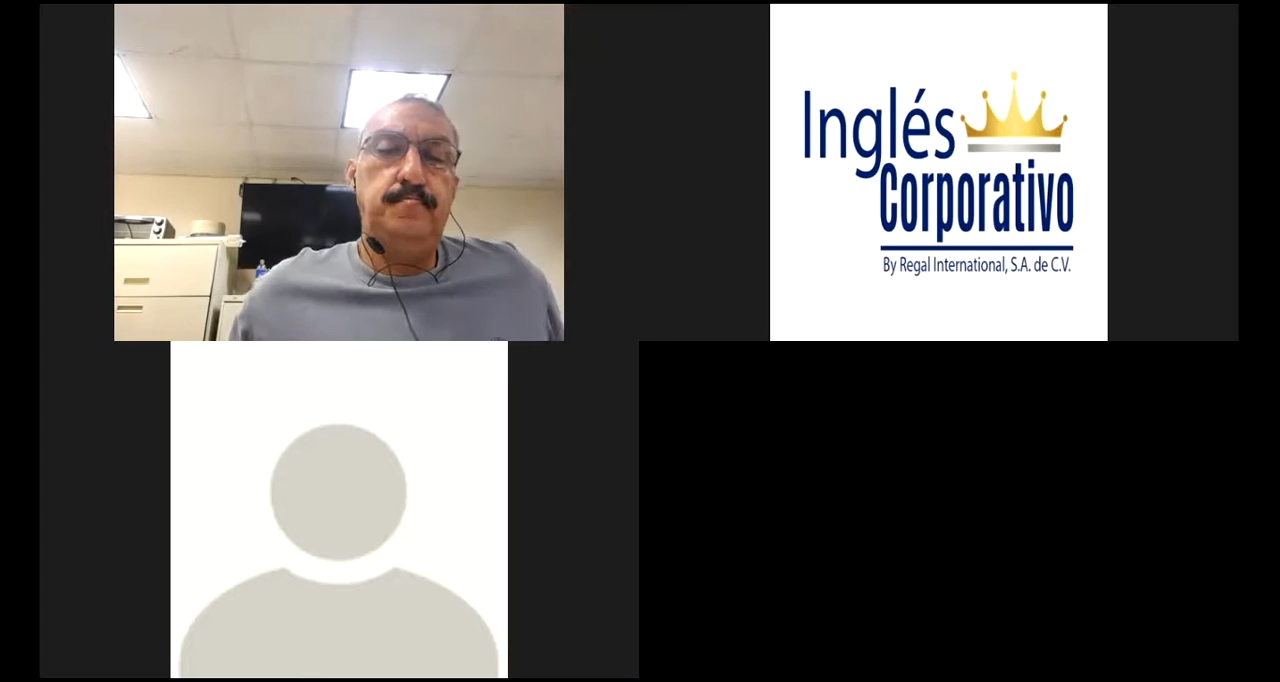 Inglés
Corporativo
By Regal International, S.A. de C.V.